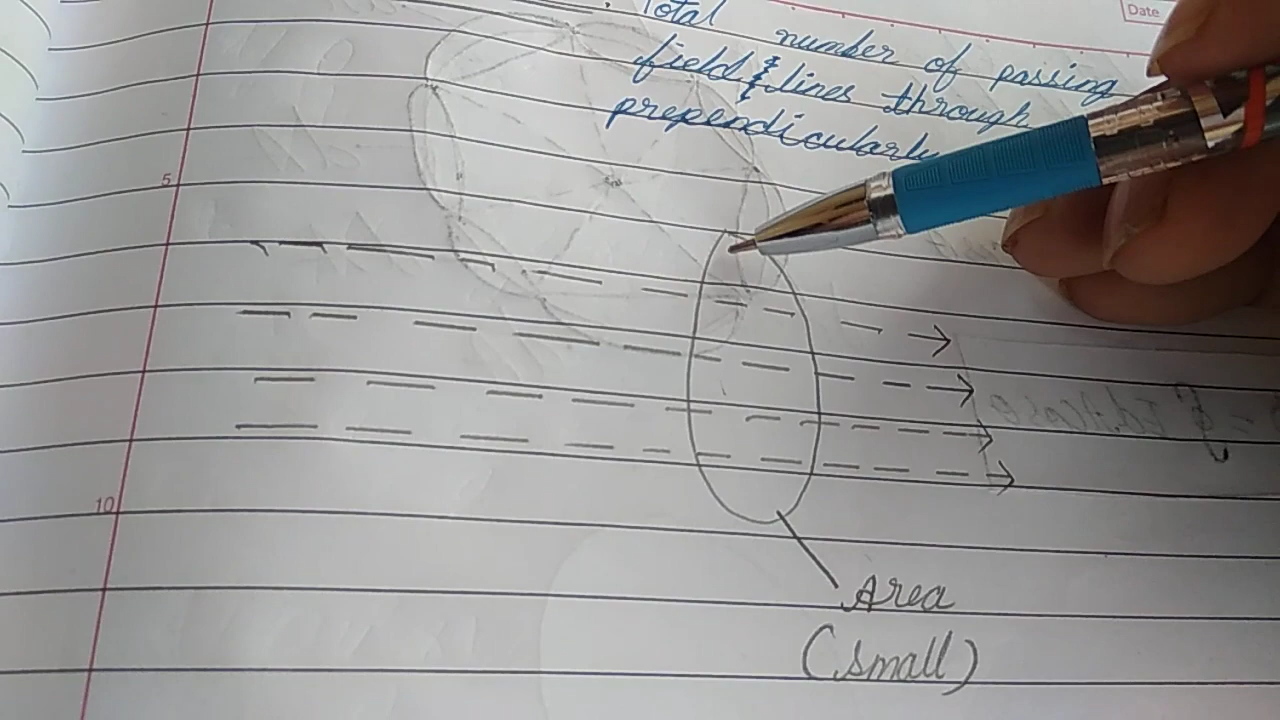 Total number of passing
field & lines through
prependicularly
Date
5
10
Area
(small)